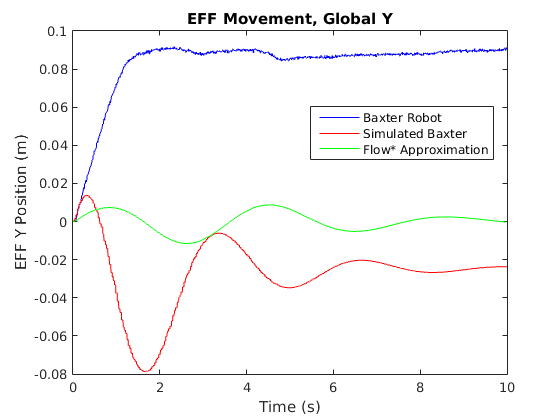 EFF Movement, Global Y
EFF Y Position (m)
0.1
0.08
0.06
0.04
0.02
0
-0.02
-0.04
-0.06
-0.08
Baxter Robot
Simulated Baxter
Flow* Approximation
0 2 4 6 8 10
Time (s)